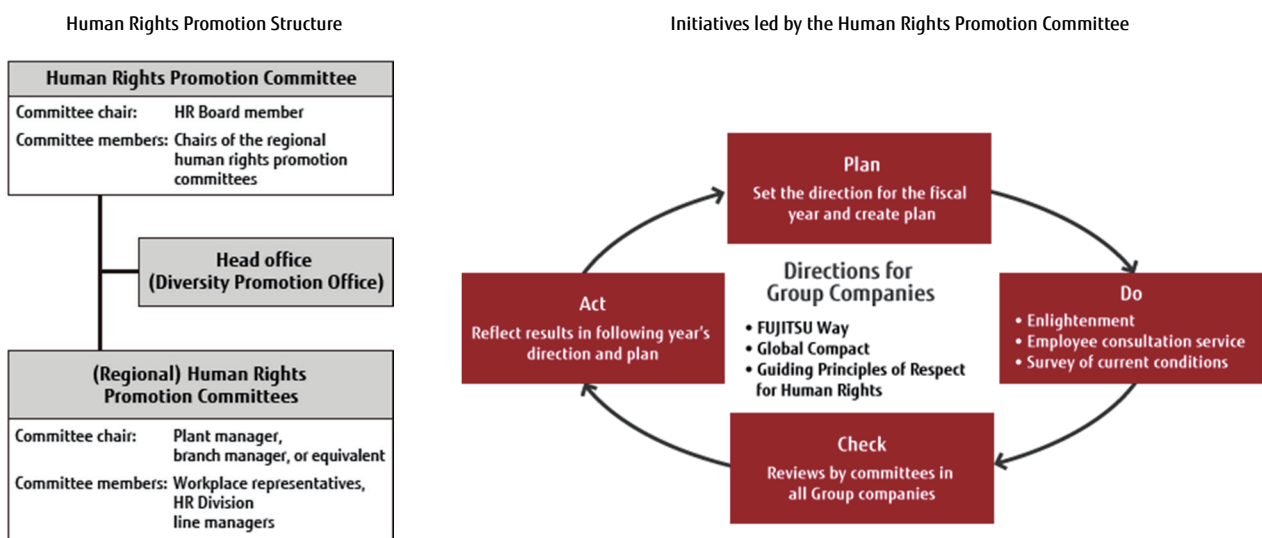 Human Rights Promotion Structure
Human Rights Promotion Committee
Committee chair: HR Board member
Committee members: Chairs of the regional
human rights promotion
committees
Head office
(Diversity Promotion Office)
(Regional) Human Rights
Promotion Committees
Committee chair: Plant manager,
branch manager, or equivalent
Committee members: Workplace representatives,
HR Division
line managers
Initiatives led by the Human Rights Promotion Committee
Plan
Set the direction for the fiscal
year and create plan
Do
• Enlightenment
• Employee consultation service
• Survey of current conditions
Check
Reviews by committees in
all Group companies
Act
Reflect results in following year's
direction and plan
Directions for
Group Companies
• FUJITSU Way
• Global Compact
• Guiding Principles of Respect
for Human Rights